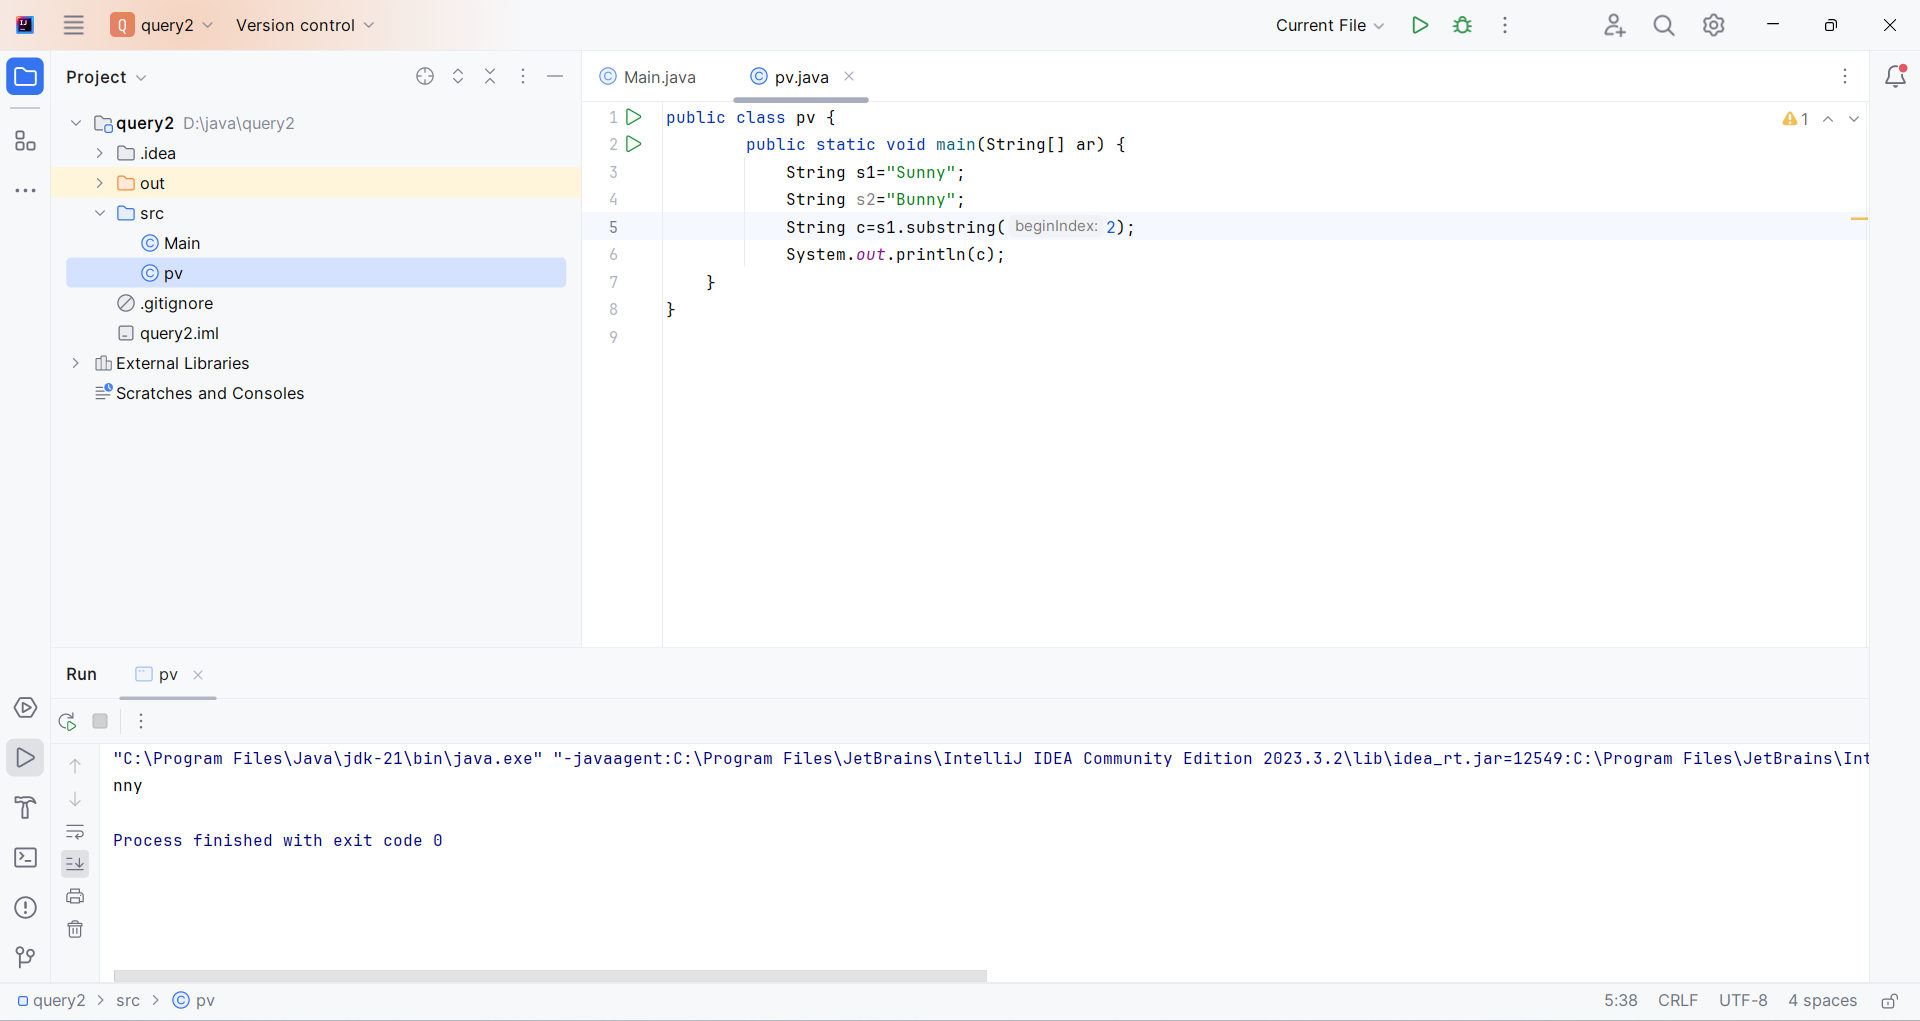 Q query2 Version control Current File
Project
Main.java pv.java
query2 D:\java\query2
.idea
out
src
Main
pv
.gitignore
query2.iml
External Libraries
Scratches and Consoles
1 public class pv {
2 public static void main(String[] ar) {
3 String s1="Sunny";
4 String s2="Bunny";
5 String c=s1.substring( beginIndex: 2);
6 System.out.println(c);
7 }
8 }
9
1
Run pv
"C:\Program Files\Java\jdk-21\bin\java.exe" "-javaagent:C:\Program Files\JetBrains\IntelliJ IDEA Community Edition 2023.3.2\lib\idea_rt.jar=12549:C:\Program Files\JetBrains\Int
nny
Process finished with exit code 0
query2 > src > pv 5:38 CRLF UTF-8 4 spaces